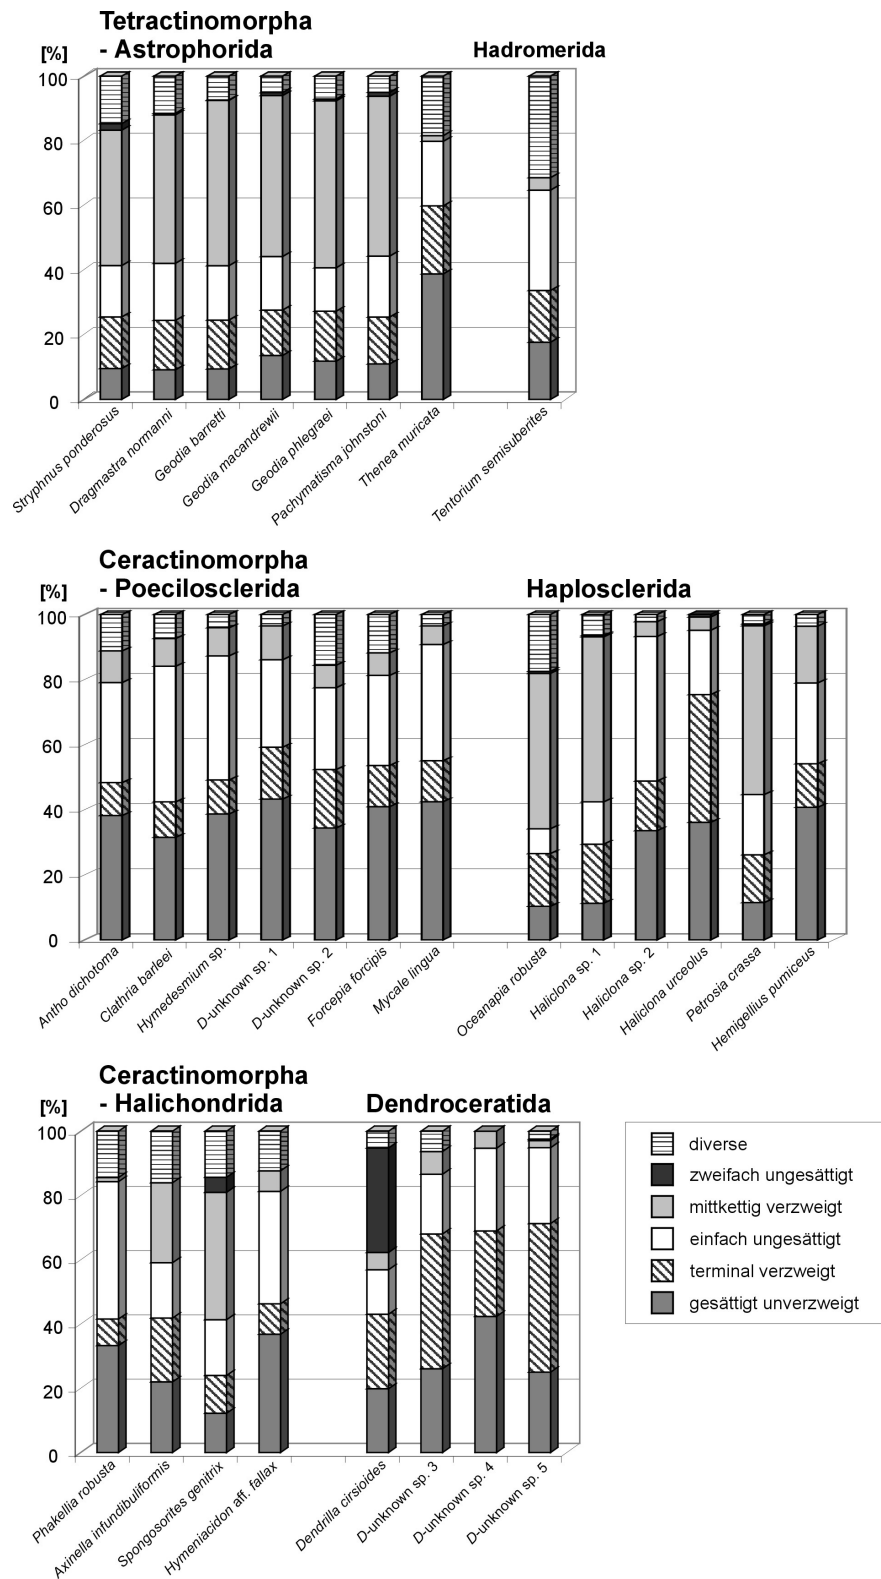 Tetractinomorpha
- Astrophorida
Hadromerida
[%]
100
80
60
40
20
0
Stryphnus ponderosus
Dragmastra normanni
Geodia barretti
Geodia macandrewii
Geodia phlegraei
Pachymatisma johnstoni
Thenea muricata
Tentorium semisuberites
Ceractinomorpha
- Poecilosclerida
Haplosclerida
[%]
100
80
60
40
20
0
Antho dichotoma
Clathria barleei
Hymedesmium sp.
D-unknown sp. 1
D-unknown sp. 2
Forcepia forcipis
Mycale lingua
Oceanapia robusta
Haliclona sp. 1
Haliclona sp. 2
Haliclona urceolus
Petrosia crassa
Hemigellius pumiceus
Ceractinomorpha
- Halichondrida
Dendroceratida
[%]
100
80
60
40
20
0
Phakellia robusta
Axinella infundibuliformis
Spongosorites genitrix
Hymeniacidon aff. fallax
Dendrilla cirsioides
D-unknown sp. 3
D-unknown sp. 4
D-unknown sp. 5
diverse
zweifach ungesättigt
mittkettig verzweigt
einfach ungesättigt
terminal verzweigt
gesättigt unverzweigt